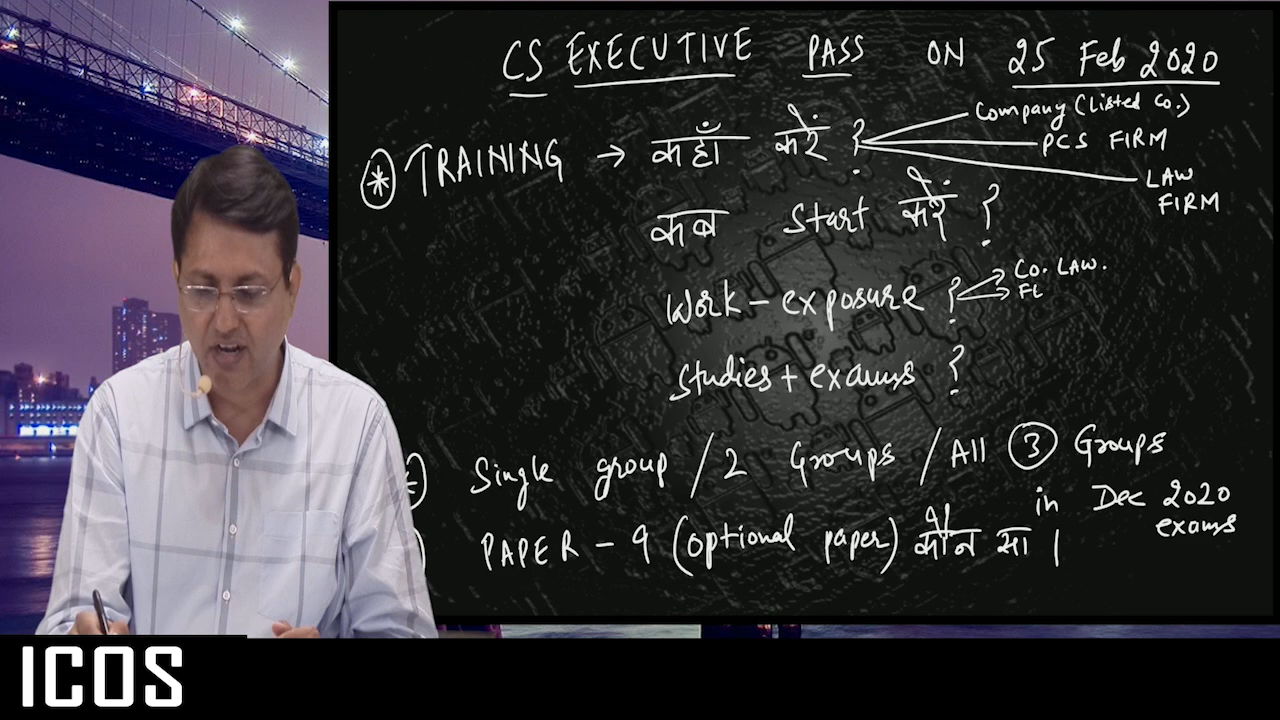 CS EXECUTIVE PASS ON 25 Feb 2020
* TRAINING → कहाँ करें ?
Company (Listed Co.)
PCS FIRM
LAW FIRM
कब Start करें ?
Work - exposure ?
Co. LAW.
FL
Studies + exams ?
Single group / 2 Groups / All 3 Groups
in Dec 2020 exams
PAPER - 9 (optional paper) कौन सा |
ICOS